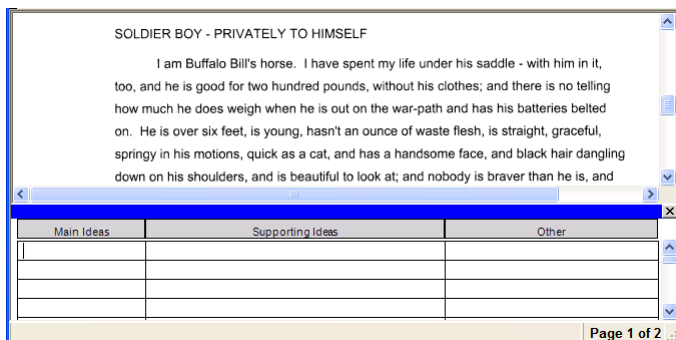 SOLDIER BOY - PRIVATELY TO HIMSELF
I am Buffalo Bill's horse. I have spent my life under his saddle - with him in it,
too, and he is good for two hundred pounds, without his clothes; and there is no telling
how much he does weigh when he is out on the war-path and has his batteries belted
on. He is over six feet, is young, hasn't an ounce of waste flesh, is straight, graceful,
springy in his motions, quick as a cat, and has a handsome face, and black hair dangling
down on his shoulders, and is beautiful to look at; and nobody is braver than he is, and
Main Ideas Supporting Ideas Other
Page 1 of 2